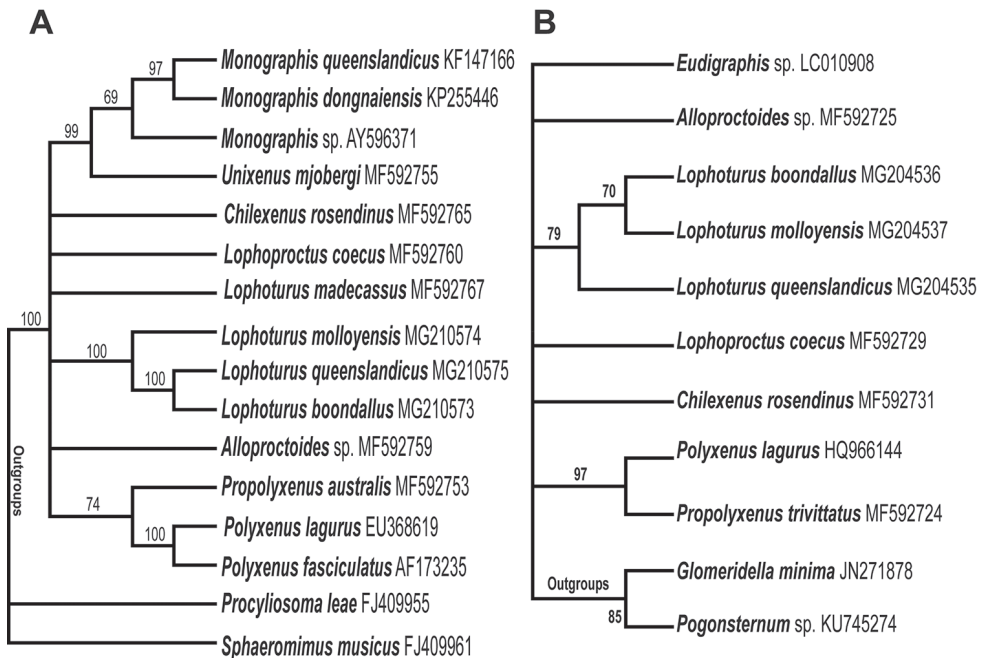 A
97
Monographis queenslandicus KF147166
Monographis dongnaiensis KP255446
69
Monographis sp. AY596371
99
Unixenus mjobergi MF592755
Chilexenus rosendinus MF592765
Lophoproctus coecus MF592760
Lophoturus madecassus MF592767
100
Lophoturus molloyensis MG210574
100
Lophoturus queenslandicus MG210575
100
Lophoturus boondallus MG210573
Alloproctoides sp. MF592759
Outgroups
74
Propolyxenus australis MF592753
Polyxenus lagurus EU368619
100
Polyxenus fasciculatus AF173235
Procyliosoma leae FJ409955
Sphaeromimus musicus FJ409961
B
Eudigraphis sp. LC010908
Alloproctoides sp. MF592725
Lophoturus boondallus MG204536
70
Lophoturus molloyensis MG204537
79
Lophoturus queenslandicus MG204535
Lophoproctus coecus MF592729
Chilexenus rosendinus MF592731
Polyxenus lagurus HQ966144
97
Propolyxenus trivittatus MF592724
Outgroups
Glomeridella minima JN271878
85
Pogonsternum sp. KU745274